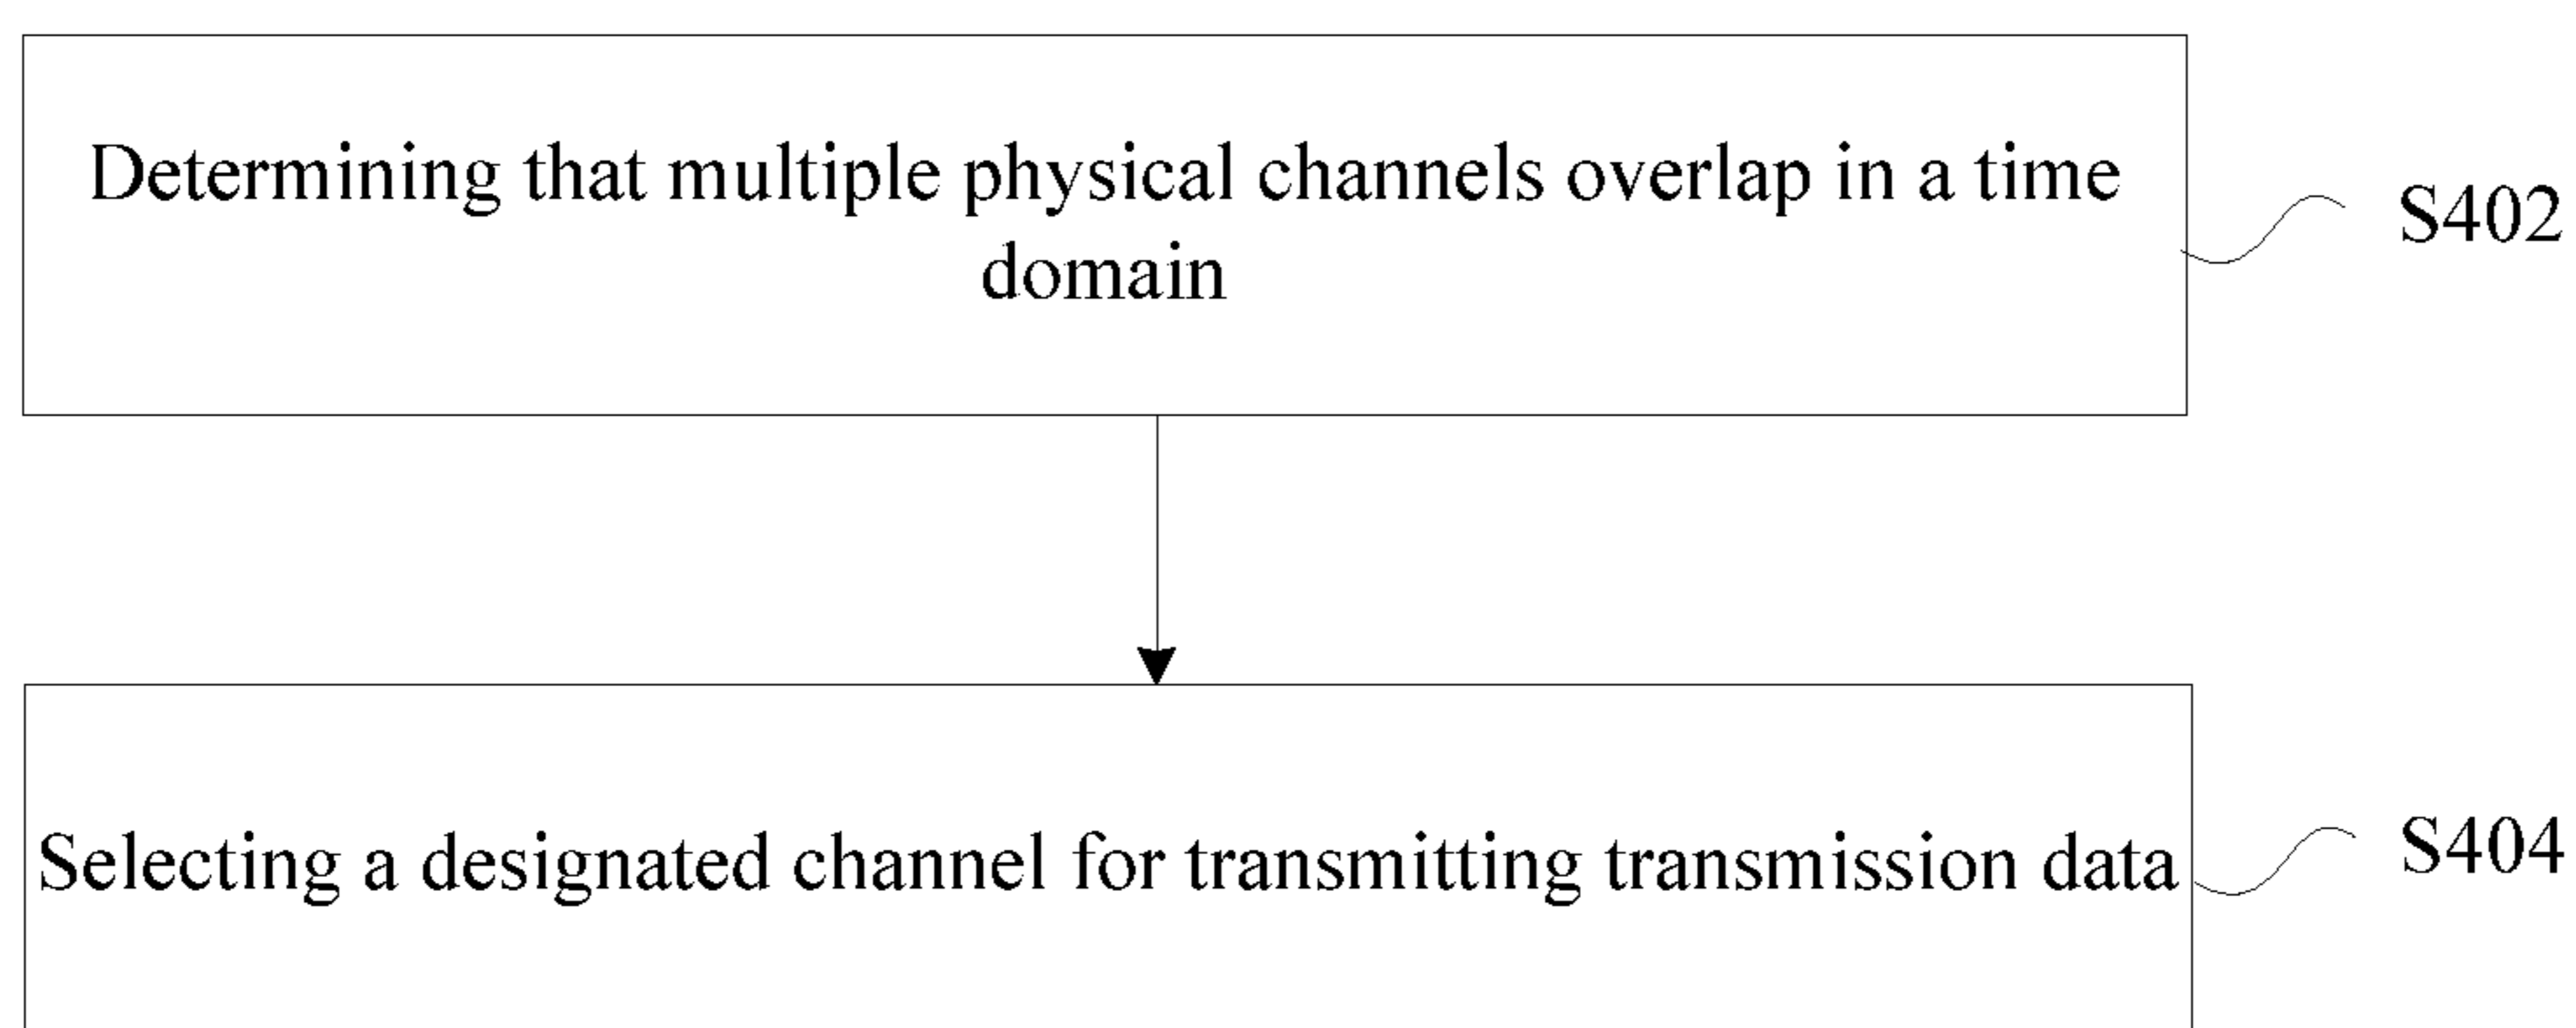 Determining that multiple physical channels overlap in a time
domain
S402
Selecting a designated channel for transmitting transmission data
S404